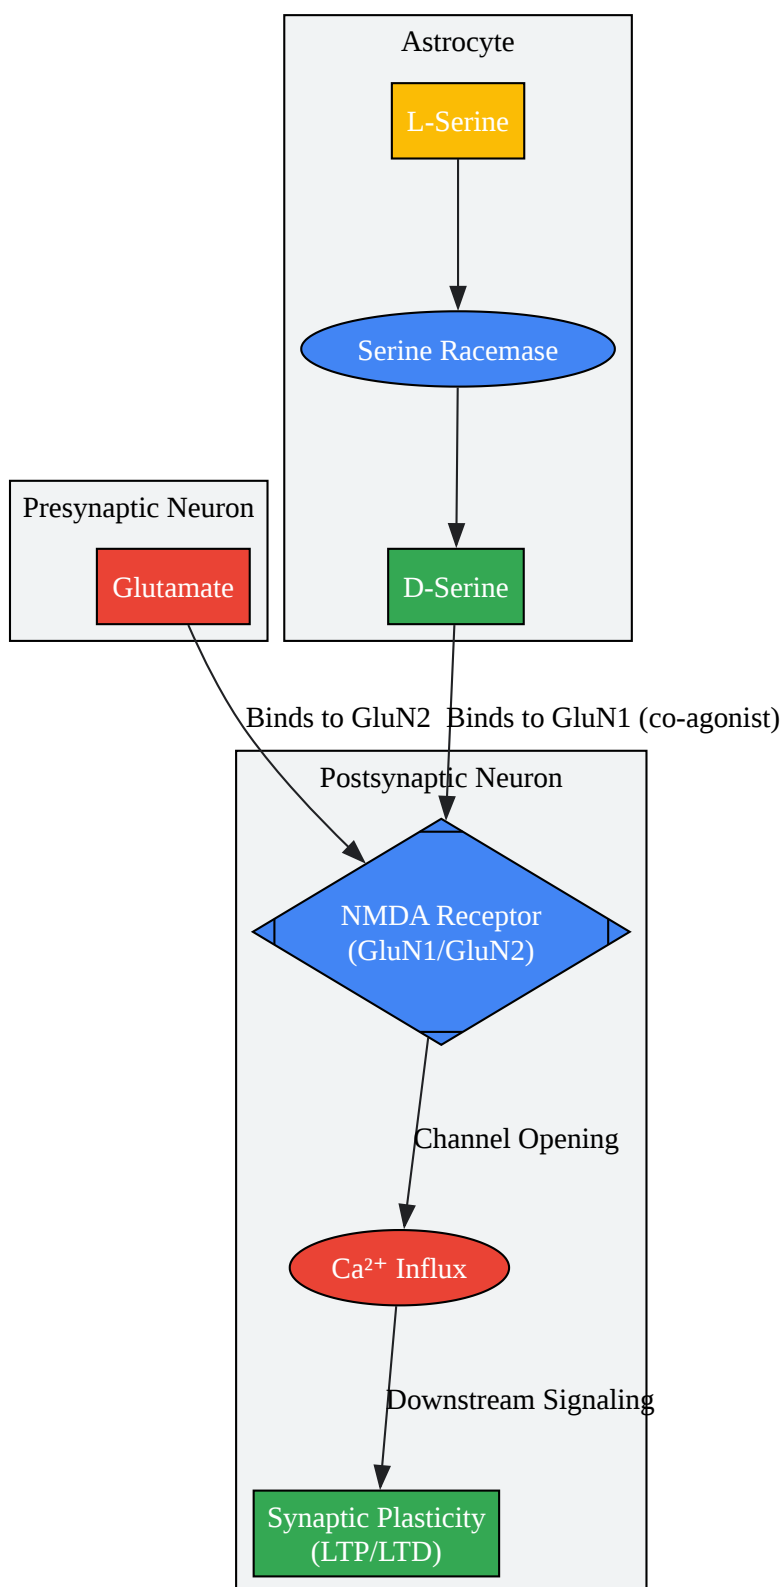 Astrocyte
L-Serine
Serine Racemase
Presynaptic Neuron
Glutamate
D-Serine
Binds to GluN2
Binds to GluN1 (co-agonist)
Postsynaptic Neuron
NMDA Receptor
(GluN1/GluN2)
Channel Opening
Ca²⁺ Influx
Downstream Signaling
Synaptic Plasticity
(LTP/LTD)